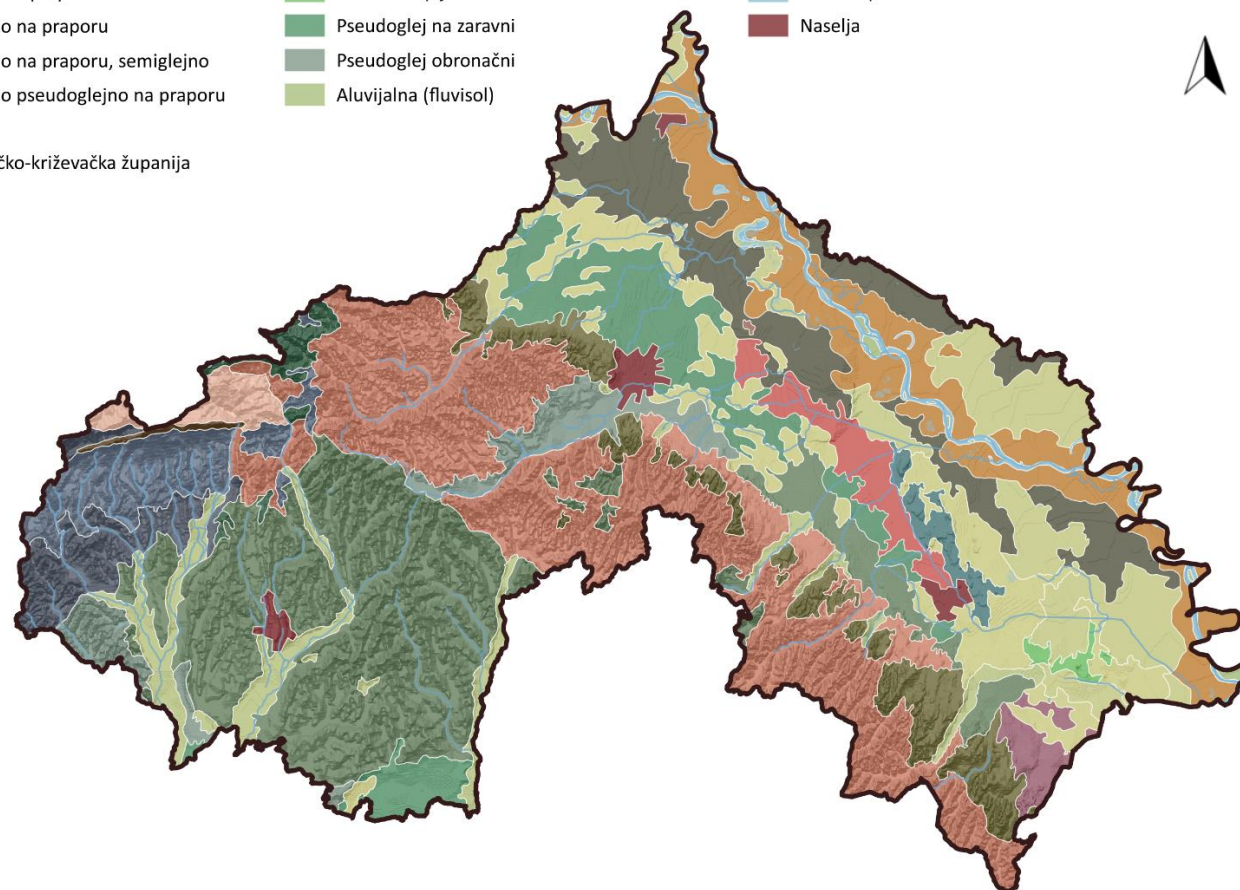 o na praporu
o na praporu, semiglejno
o pseudoglejno na praporu
čko-križevačka županija
Pseudoglej na zaravni
Pseudoglej obronačni
Aluvijalna (fluvisol)
Naselja